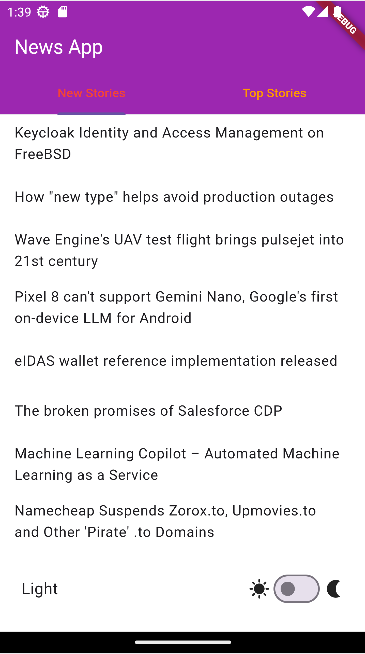 1:39
DEBUG
News App
New Stories
Top Stories
Keycloak Identity and Access Management on
FreeBSD
How "new type" helps avoid production outages
Wave Engine's UAV test flight brings pulsejet into
21st century
Pixel 8 can't support Gemini Nano, Google's first
on-device LLM for Android
eIDAS wallet reference implementation released
The broken promises of Salesforce CDP
Machine Learning Copilot – Automated Machine
Learning as a Service
Namecheap Suspends Zorox.to, Upmovies.to
and Other 'Pirate' .to Domains
Light